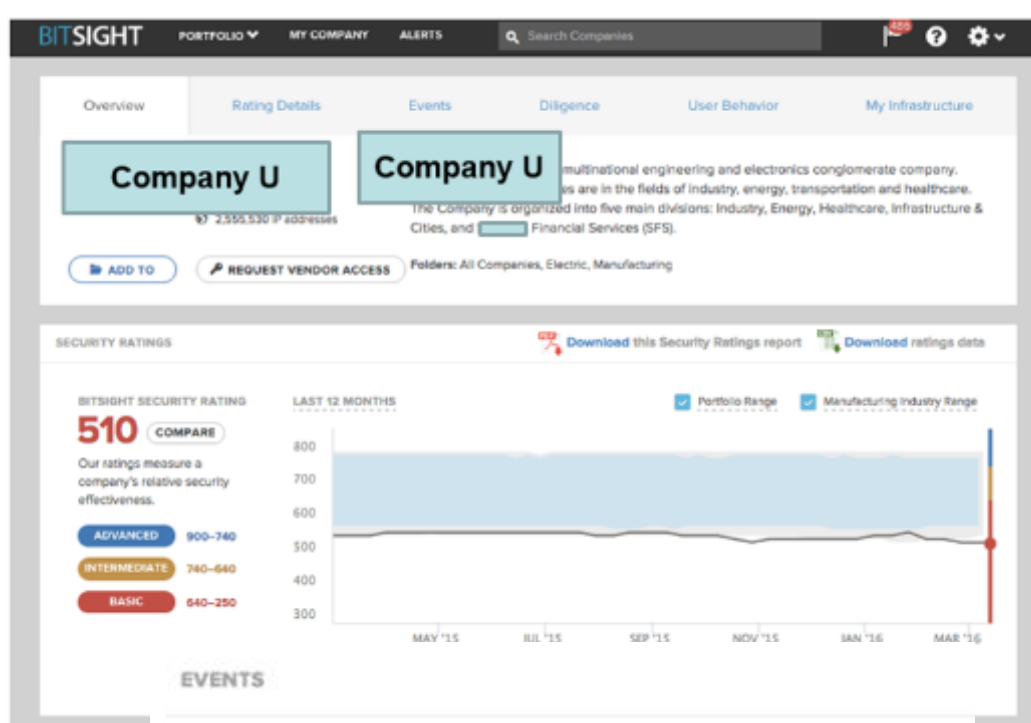 BITSIGHT PORTFOLIO MY COMPANY ALERTS Search Companies 486
Overview Rating Details Events Diligence User Behavior My Infrastructure
Company U
2,555,530 IP addresses
ADD TO REQUEST VENDOR ACCESS
Company U multinational engineering and electronics conglomerate company.
es are in the fields of industry, energy, transportation and healthcare.
The Company is organized into five main divisions: Industry, Energy, Healthcare, Infrastructure &
Cities, and Financial Services (SFS).
Folders: All Companies, Electric, Manufacturing
SECURITY RATINGS Download this Security Ratings report Download ratings data
BITSIGHT SECURITY RATING
510 COMPARE
Our ratings measure a
company's relative security
effectiveness.
ADVANCED 900–740
INTERMEDIATE 740–640
BASIC 640–250
LAST 12 MONTHS Portfolio Range Manufacturing Industry Range
800
700
600
500
400
300
MAY '15 JUL '15 SEP '15 NOV '15 JAN '16 MAR '16
EVENTS